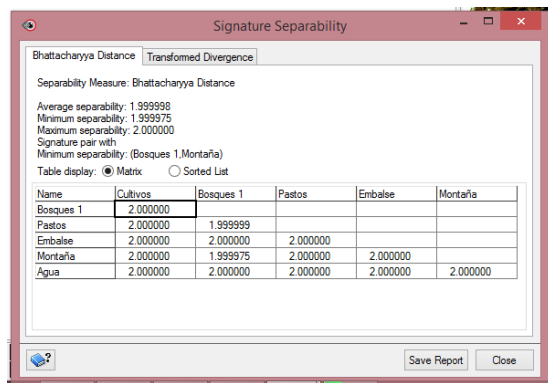 Signature Separability
Bhattacharyya Distance Transformed Divergence
Separability Measure: Bhattacharyya Distance
Average separability: 1.999998
Minimum separability: 1.999975
Maximum separability: 2.000000
Signature pair with
Minimum separability: (Bosques 1,Montaña)
Table display: Matrix Sorted List
Name Cultivos Bosques 1 Pastos Embalse Montaña
Bosques 1 2.000000
Pastos 2.000000 1.999999
Embalse 2.000000 2.000000 2.000000
Montaña 2.000000 1.999975 2.000000 2.000000
Agua 2.000000 2.000000 2.000000 2.000000 2.000000
? Save Report Close